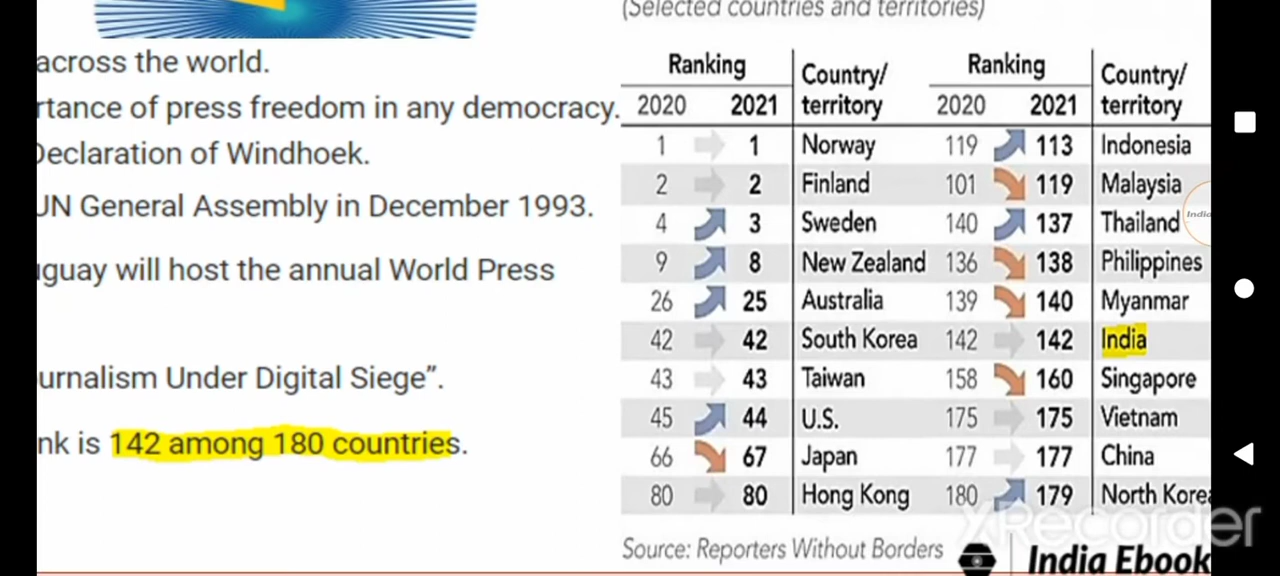 across the world.
rtance of press freedom in any democracy.
Declaration of Windhoek.
UN General Assembly in December 1993.
guay will host the annual World Press
urnalism Under Digital Siege”.
nk is 142 among 180 countries.
(Selected countries and territories)
Ranking Country/ Ranking Country/
2020 2021 territory 2020 2021 territory
1 1 Norway 119 113 Indonesia
2 2 Finland 101 119 Malaysia
4 3 Sweden 140 137 Thailand
9 8 New Zealand 136 138 Philippines
26 25 Australia 139 140 Myanmar
42 42 South Korea 142 142 India
43 43 Taiwan 158 160 Singapore
45 44 U.S. 175 175 Vietnam
66 67 Japan 177 177 China
80 80 Hong Kong 180 179 North Korea
Source: Reporters Without Borders
India Ebook
XRecorder
India